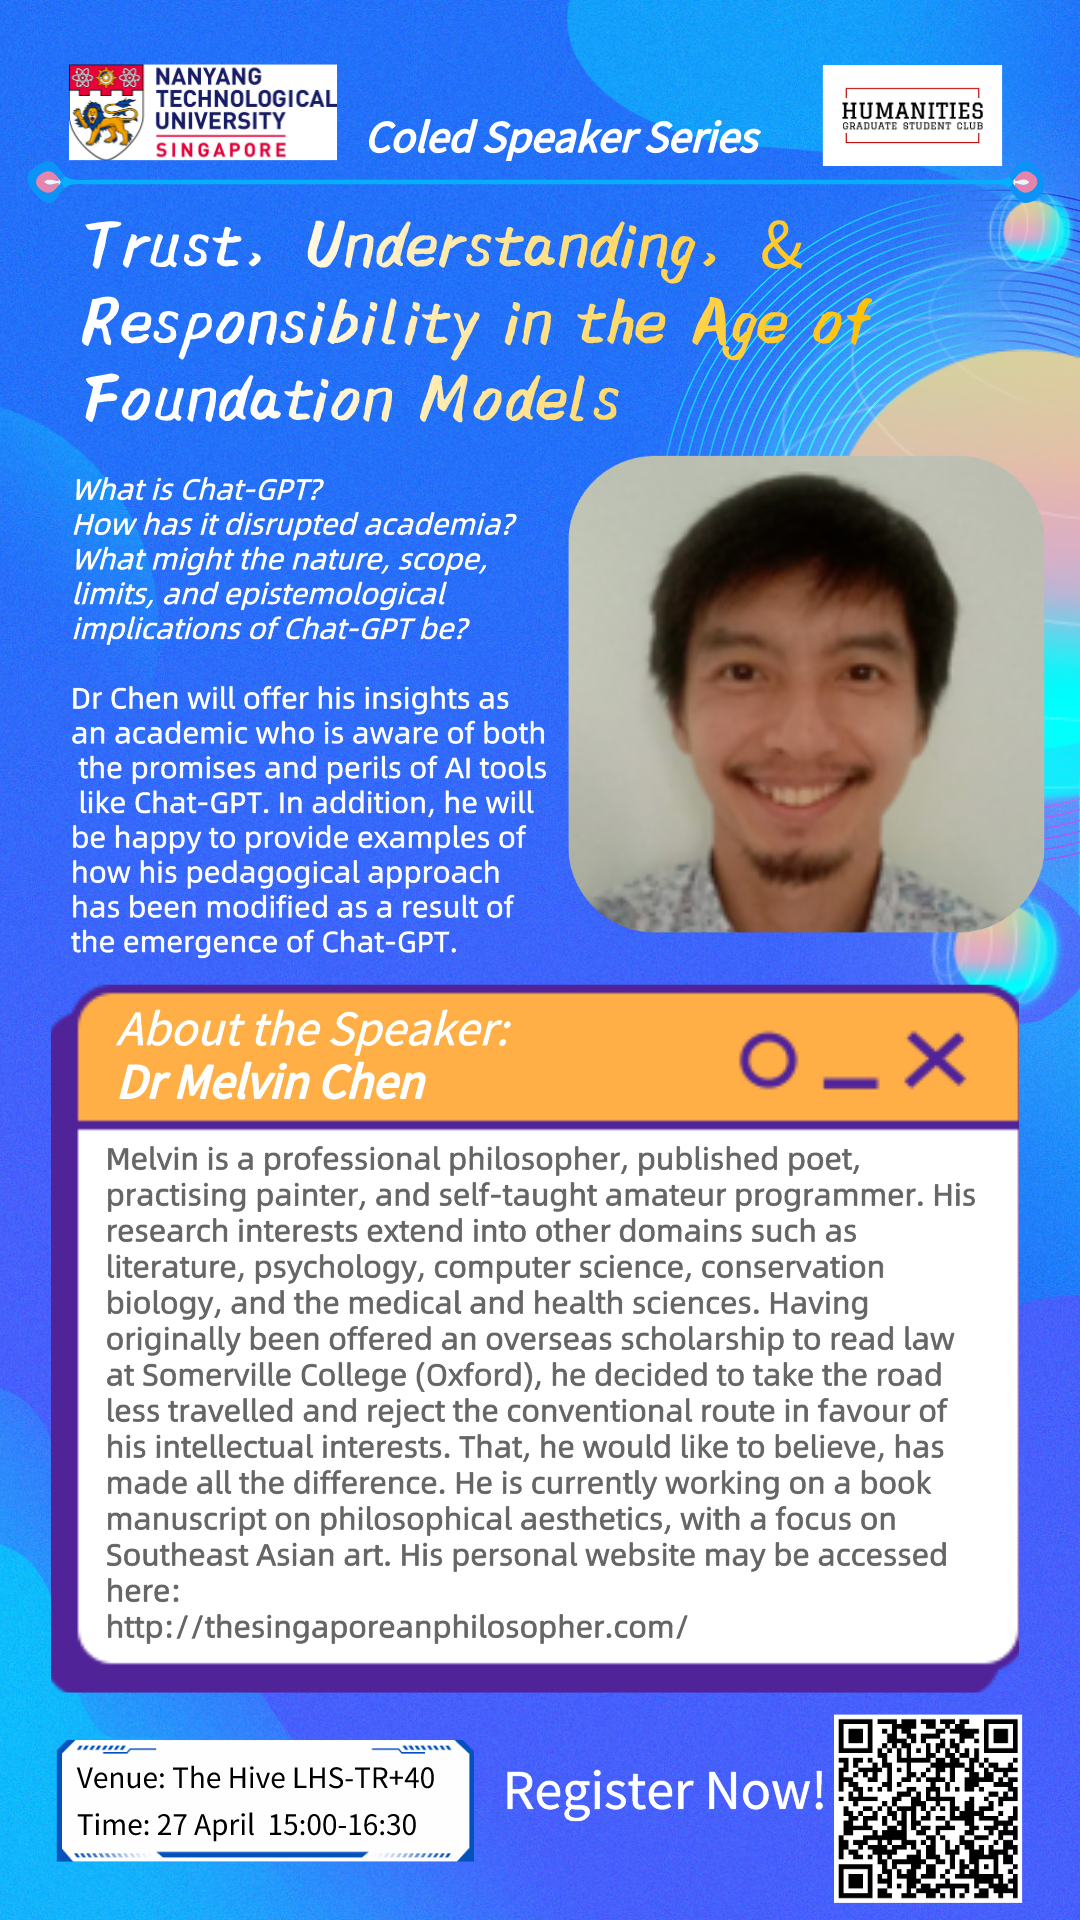 NANYANG
TECHNOLOGICAL
UNIVERSITY
SINGAPORE
Coled Speaker Series
HUMANITIES
GRADUATE STUDENT CLUB
Trust, Understanding, &
Responsibility in the Age of
Foundation Models
What is Chat-GPT?
How has it disrupted academia?
What might the nature, scope,
limits, and epistemological
implications of Chat-GPT be?
Dr Chen will offer his insights as
an academic who is aware of both
the promises and perils of AI tools
like Chat-GPT. In addition, he will
be happy to provide examples of
how his pedagogical approach
has been modified as a result of
the emergence of Chat-GPT.
About the Speaker:
Dr Melvin Chen
Melvin is a professional philosopher, published poet,
practising painter, and self-taught amateur programmer. His
research interests extend into other domains such as
literature, psychology, computer science, conservation
biology, and the medical and health sciences. Having
originally been offered an overseas scholarship to read law
at Somerville College (Oxford), he decided to take the road
less travelled and reject the conventional route in favour of
his intellectual interests. That, he would like to believe, has
made all the difference. He is currently working on a book
manuscript on philosophical aesthetics, with a focus on
Southeast Asian art. His personal website may be accessed
here:
http://thesingaporeanphilosopher.com/
Venue: The Hive LHS-TR+40
Time: 27 April 15:00-16:30
Register Now!